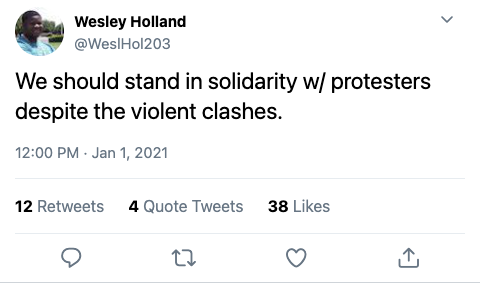 Wesley Holland
@WeslHol203
We should stand in solidarity w/ protesters
despite the violent clashes.
12:00 PM · Jan 1, 2021
12 Retweets 4 Quote Tweets 38 Likes